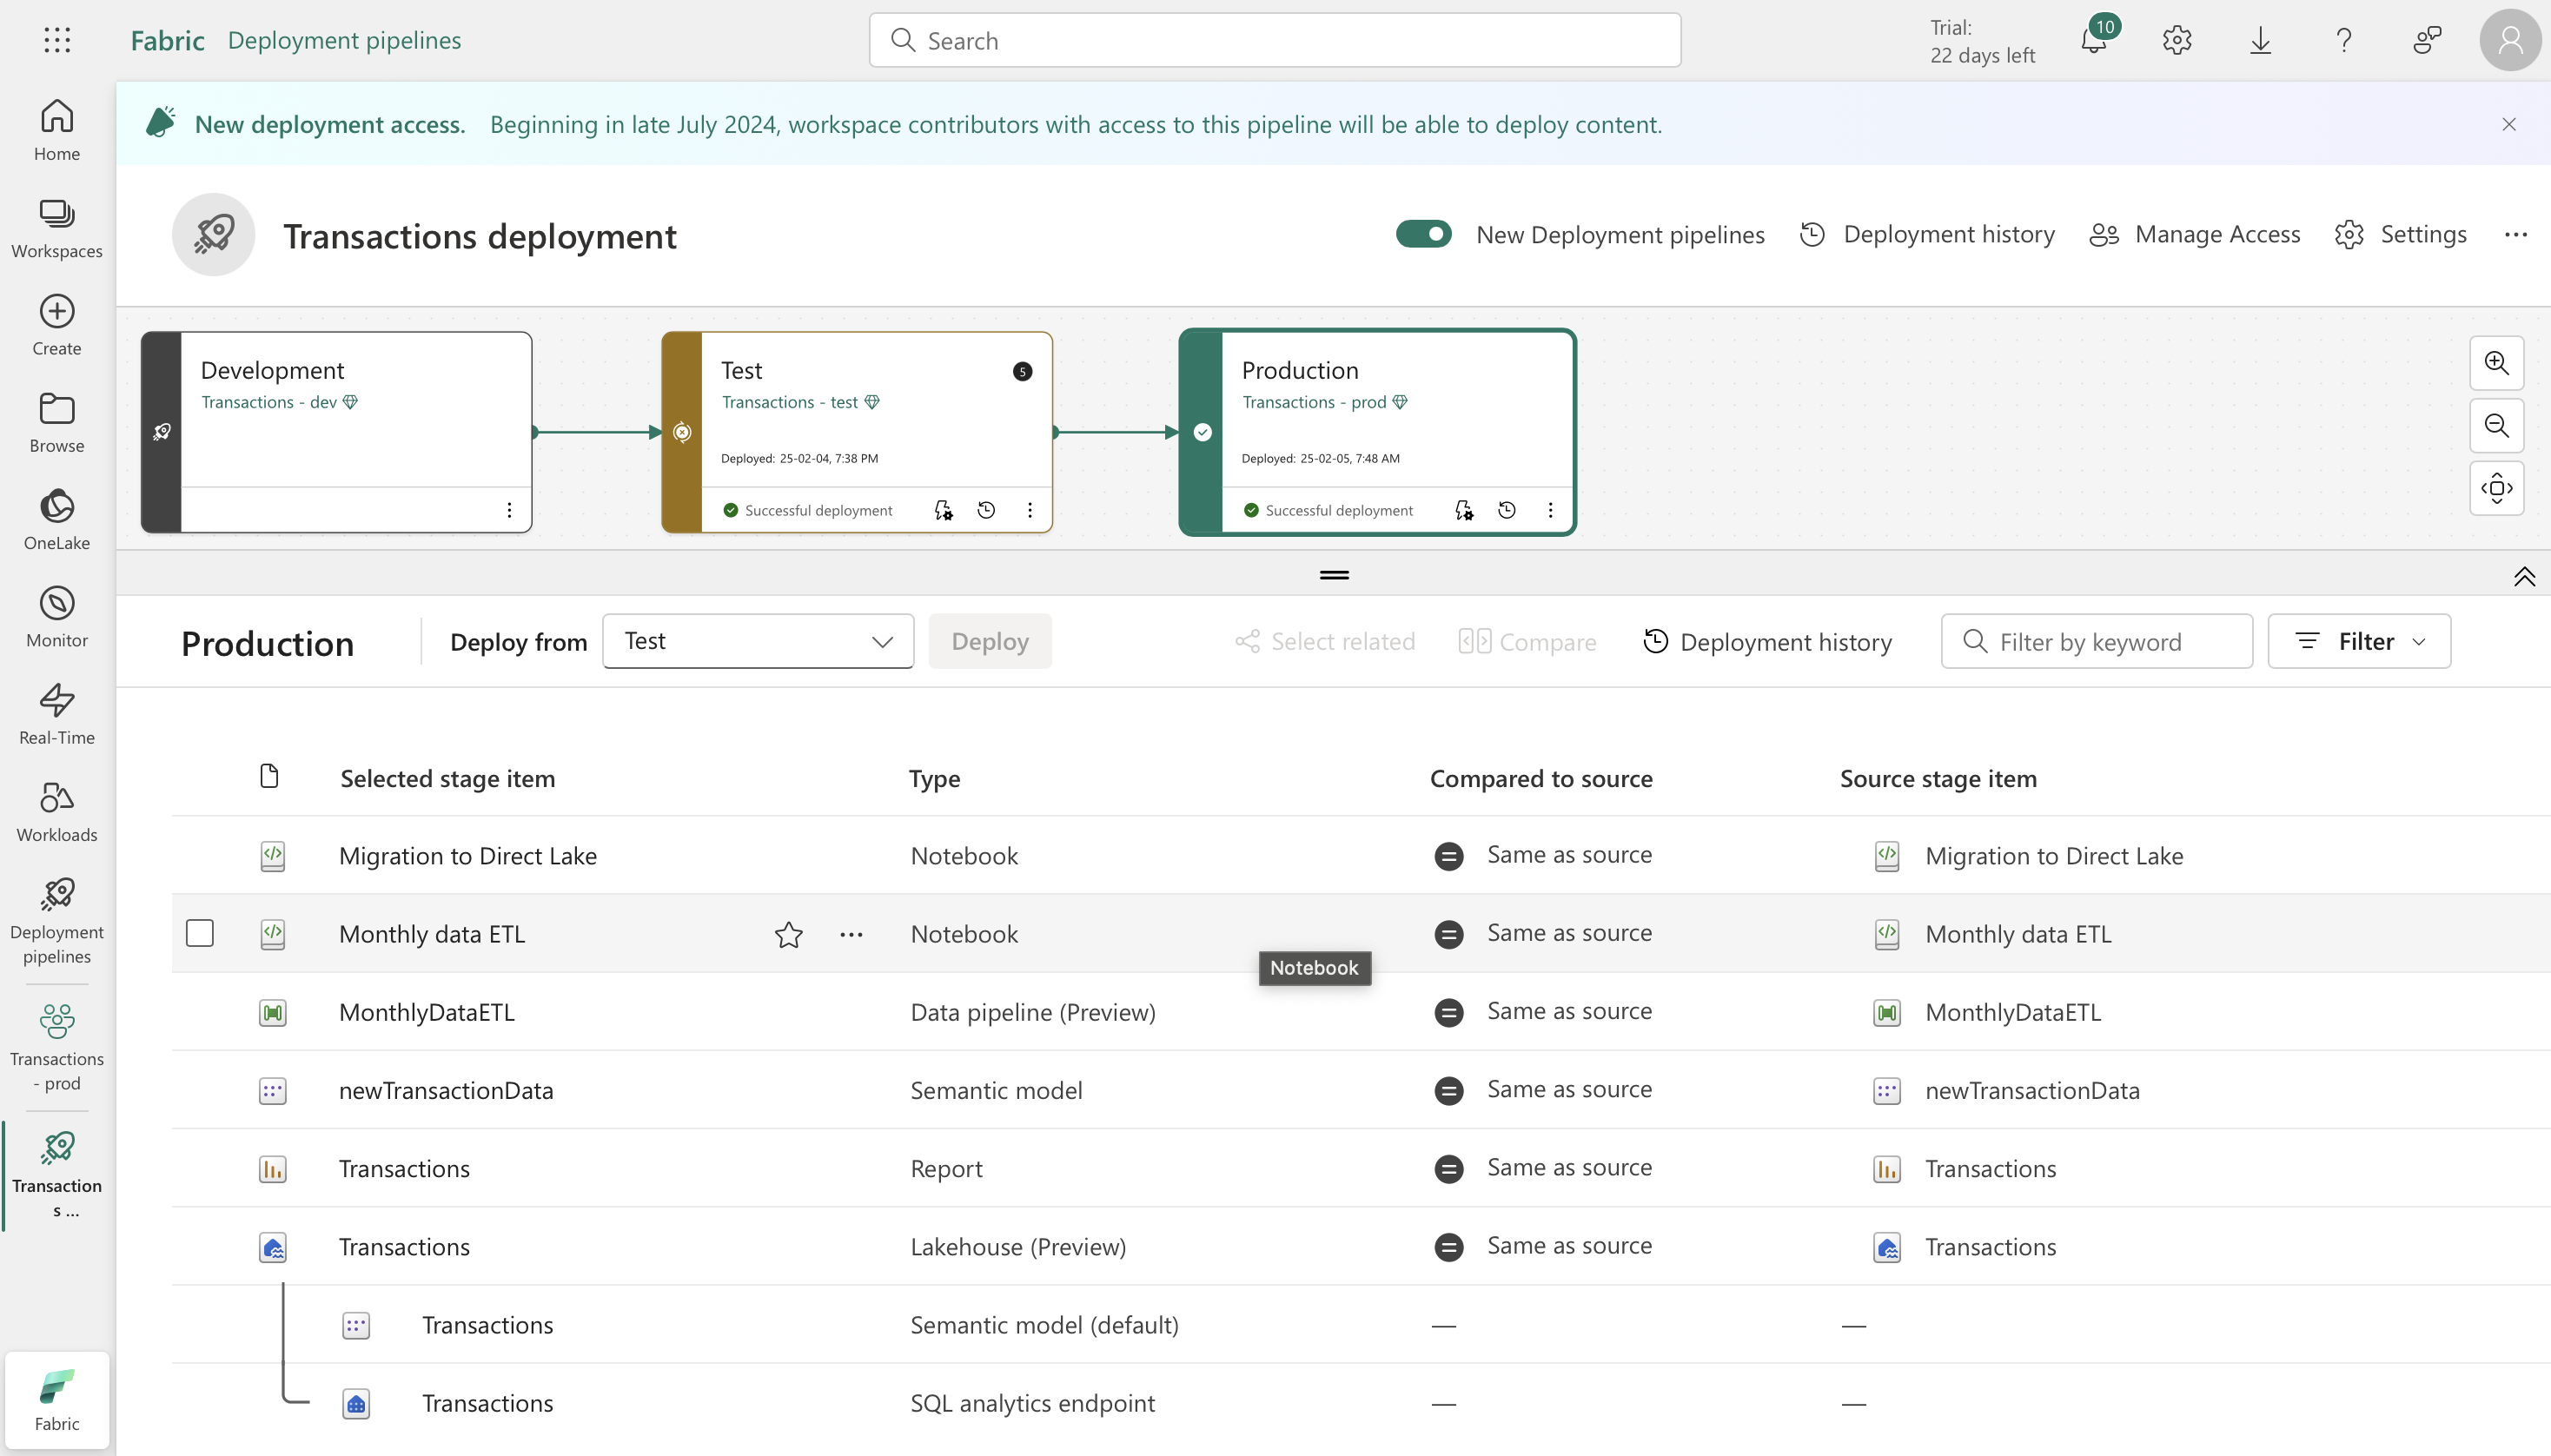 Fabric Deployment pipelines
Search
Trial:
22 days left
10
New deployment access. Beginning in late July 2024, workspace contributors with access to this pipeline will be able to deploy content.
Home
Workspaces
Create
Browse
OneLake
Monitor
Real-Time
Workloads
Deployment
pipelines
Transactions
- prod
Transaction
s ...
Fabric
Transactions deployment
New Deployment pipelines
Deployment history
Manage Access
Settings
Development
Transactions - dev
Test
5
Transactions - test
Deployed: 25-02-04, 7:38 PM
Successful deployment
Production
Transactions - prod
Deployed: 25-02-05, 7:48 AM
Successful deployment
Production
Deploy from
Test
Deploy
Select related
Compare
Deployment history
Filter by keyword
Filter
Selected stage item Type Compared to source Source stage item
Migration to Direct Lake Notebook Same as source Migration to Direct Lake
Monthly data ETL Notebook Same as source Monthly data ETL
Notebook
MonthlyDataETL Data pipeline (Preview) Same as source MonthlyDataETL
newTransactionData Semantic model Same as source newTransactionData
Transactions Report Same as source Transactions
Transactions Lakehouse (Preview) Same as source Transactions
Transactions Semantic model (default) — —
Transactions SQL analytics endpoint — —